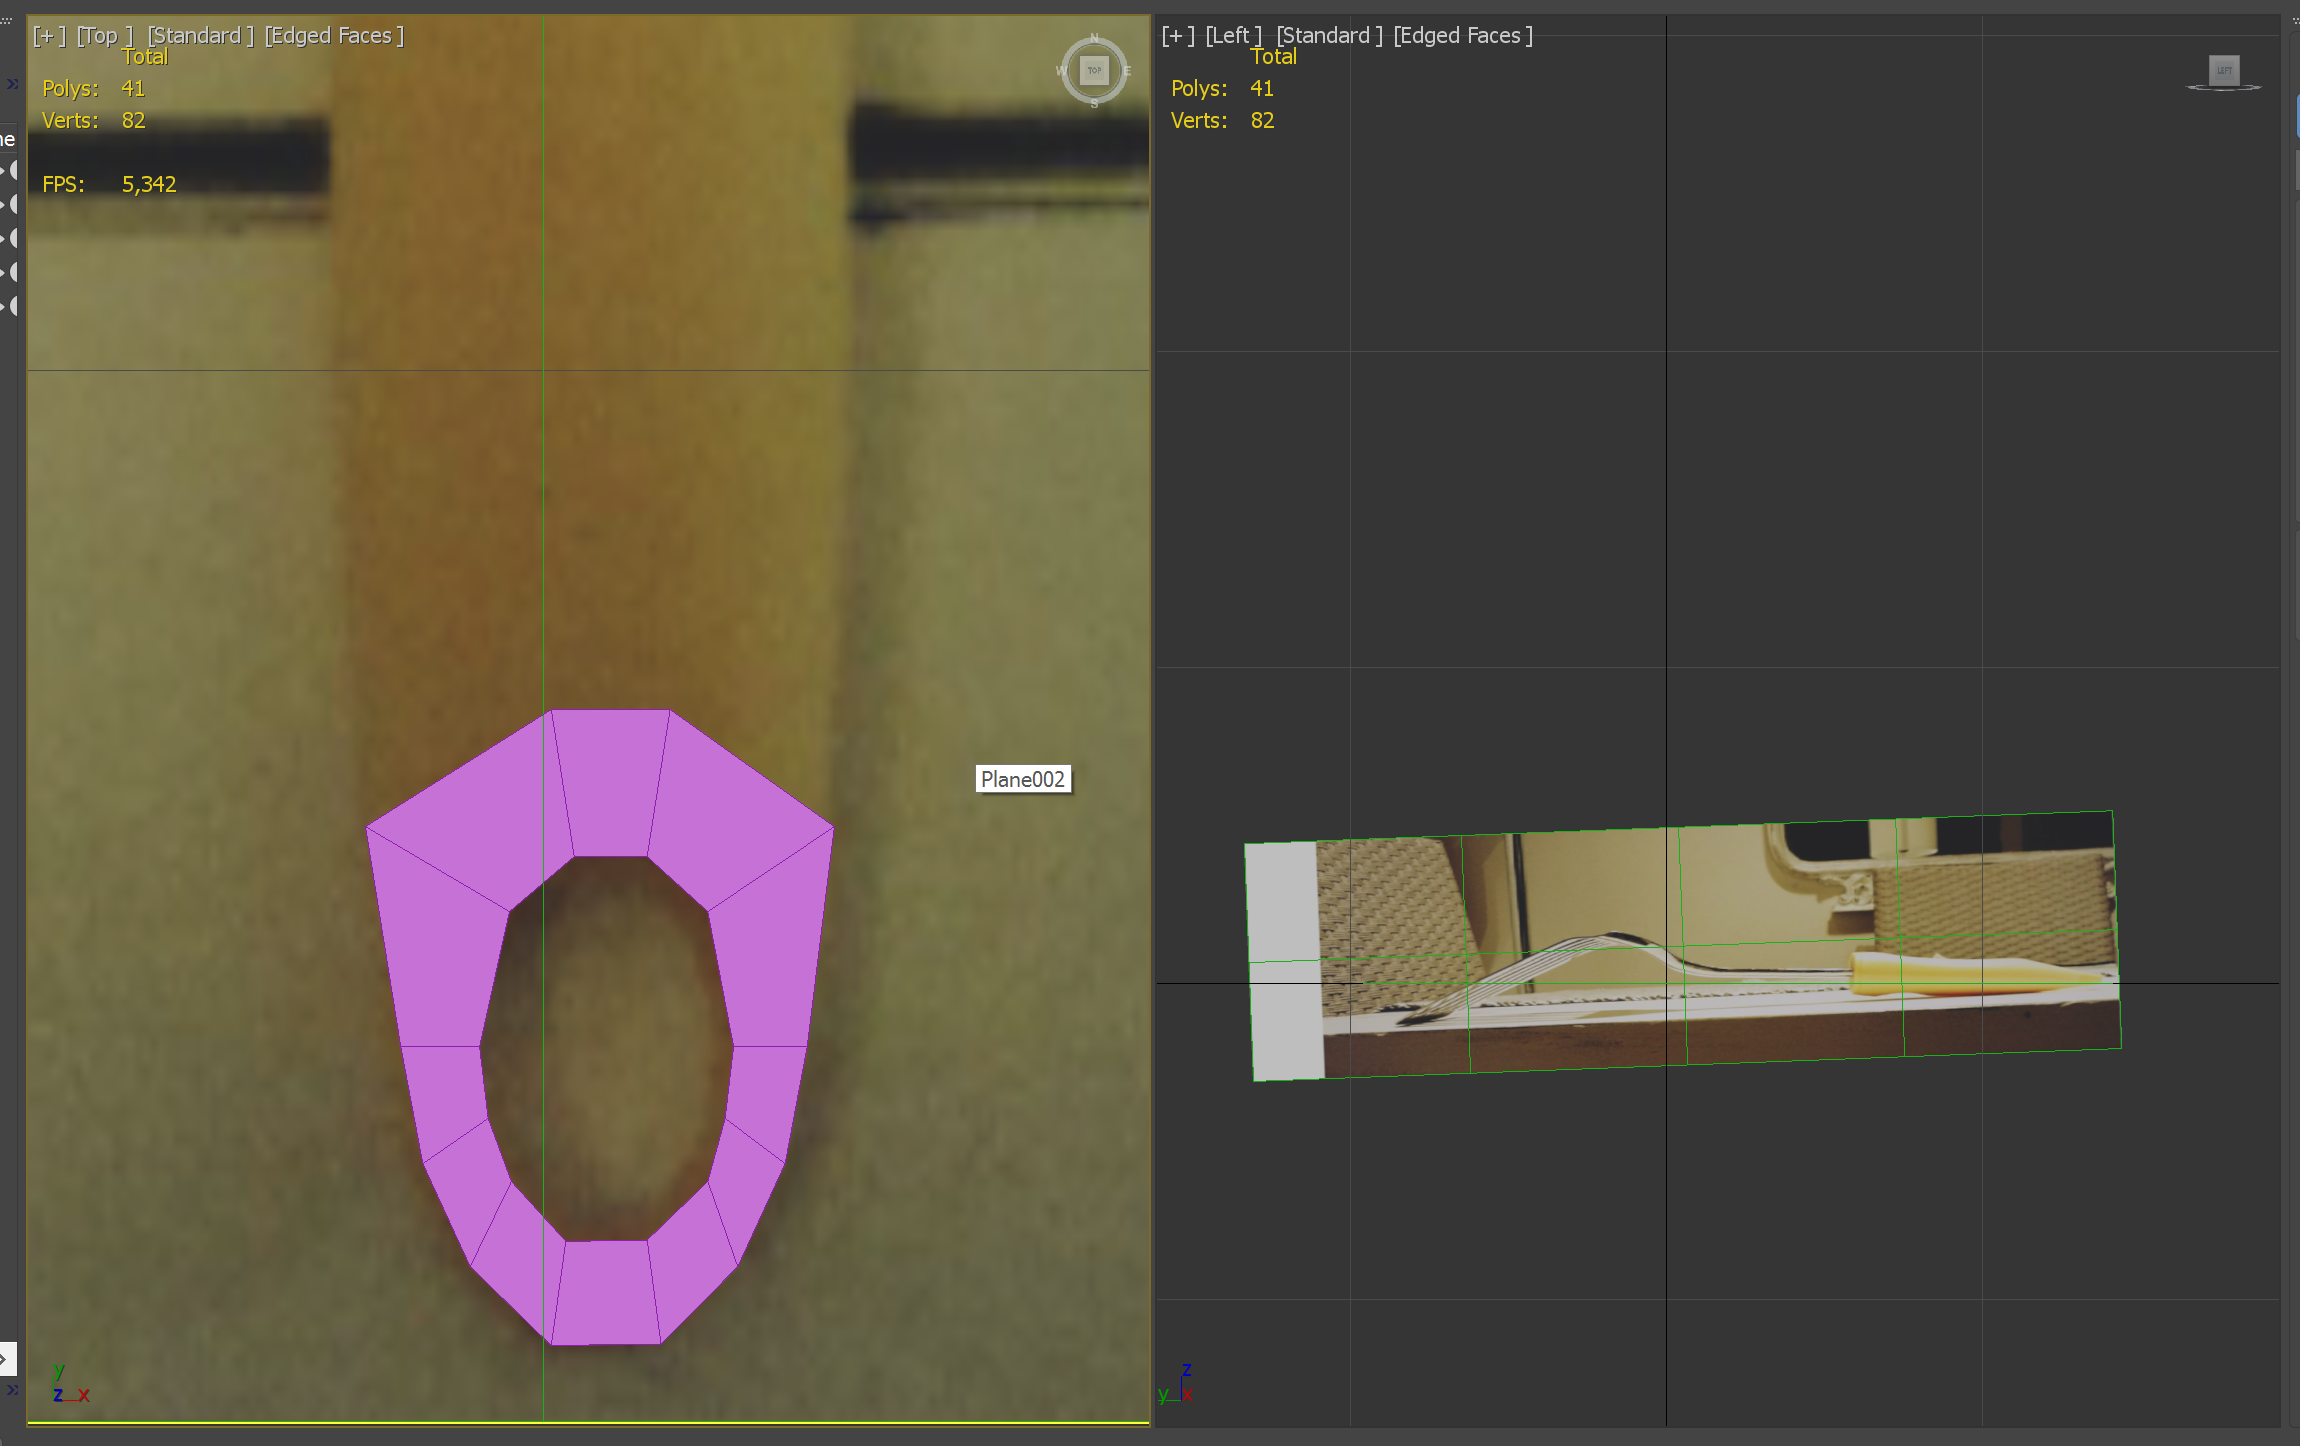 [+] [Top ] [Standard ] [Edged Faces ]
Total
Polys: 41
Verts: 82
FPS: 5,342
N
W TOP E
S
ne
Plane002
y
z x
[+] [Left ] [Standard ] [Edged Faces ]
Total
Polys: 41
Verts: 82
LEFT
z
y x